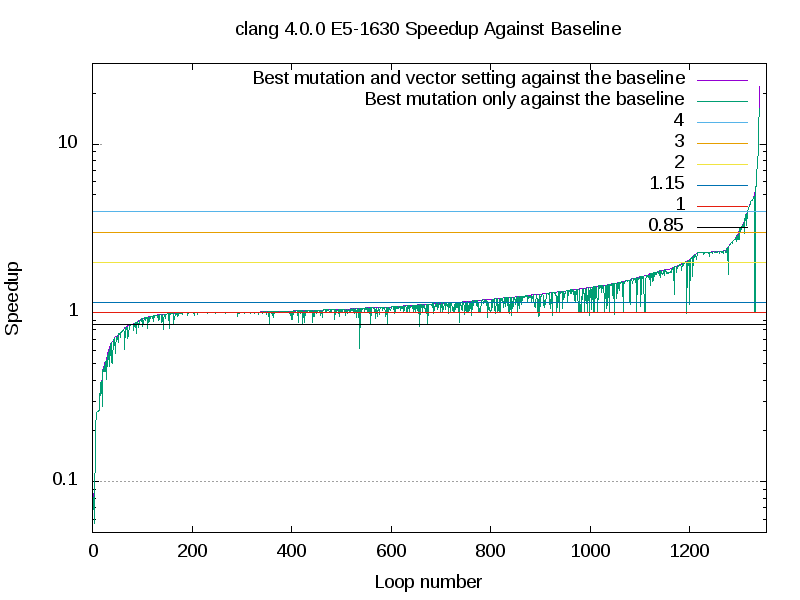 clang 4.0.0 E5-1630 Speedup Against Baseline
Best mutation and vector setting against the baseline
Best mutation only against the baseline
4
3
2
1.15
1
0.85
10
1
0.1
Speedup
0 200 400 600 800 1000 1200
Loop number